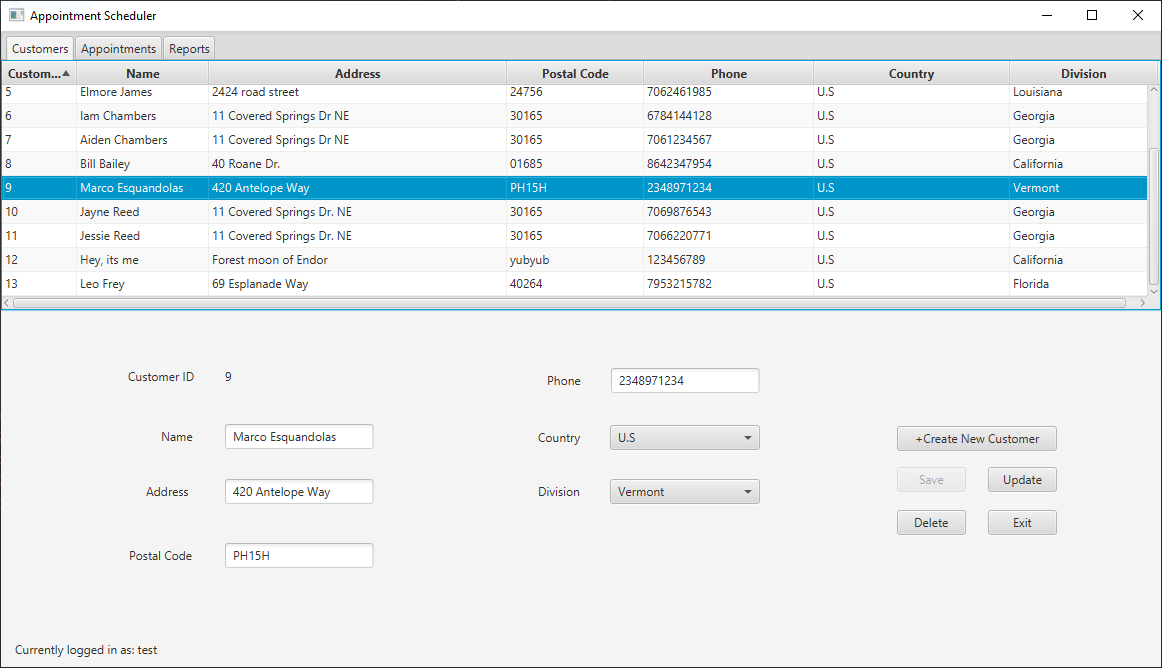 Appointment Scheduler
Customers Appointments Reports
Custom... Name Address Postal Code Phone Country Division
5 Elmore James 2424 road street 24756 7062461985 U.S Louisiana
6 Iam Chambers 11 Covered Springs Dr NE 30165 6784144128 U.S Georgia
7 Aiden Chambers 11 Covered Springs Dr NE 30165 7061234567 U.S Georgia
8 Bill Bailey 40 Roane Dr. 01685 8642347954 U.S California
9 Marco Esquandolas 420 Antelope Way PH15H 2348971234 U.S Vermont
10 Jayne Reed 11 Covered Springs Dr. NE 30165 7069876543 U.S Georgia
11 Jessie Reed 11 Covered Springs Dr. NE 30165 7066220771 U.S Georgia
12 Hey, its me Forest moon of Endor yubyub 123456789 U.S California
13 Leo Frey 69 Esplanade Way 40264 7953215782 U.S Florida
Customer ID 9 Phone 2348971234
Name Marco Esquandolas Country U.S +Create New Customer
Save Update
Address 420 Antelope Way Division Vermont
Delete Exit
Postal Code PH15H
Currently logged in as: test